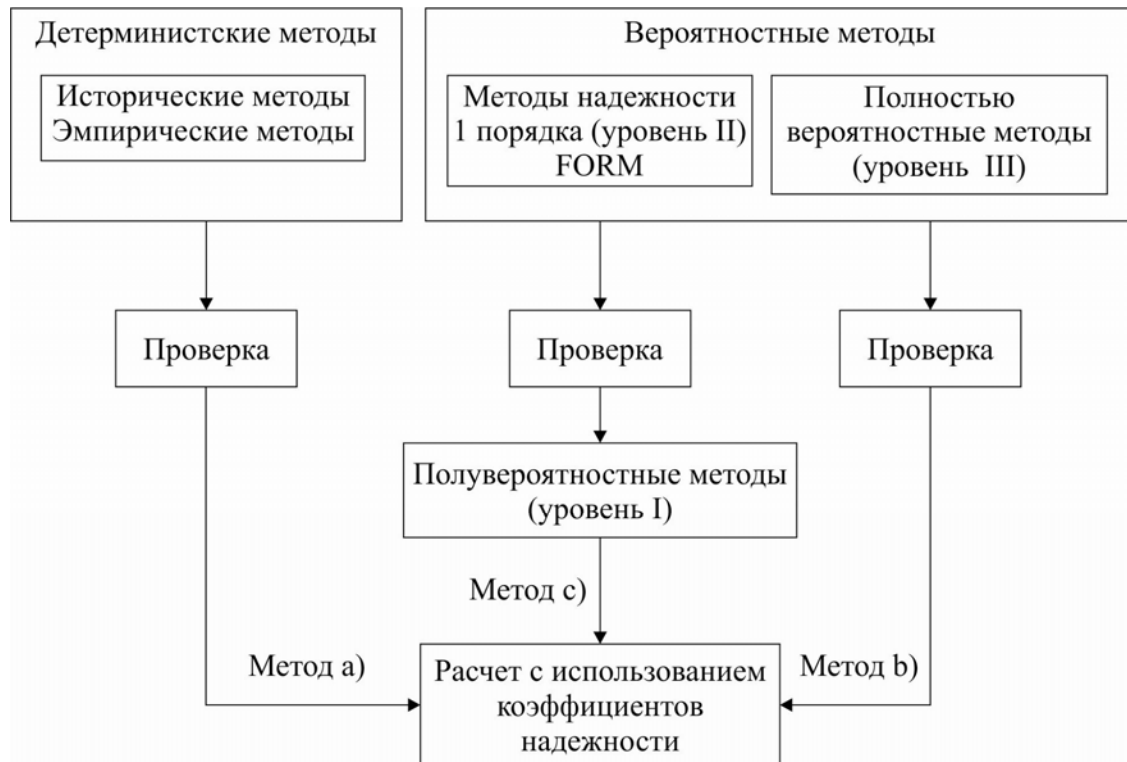 Детерминистские методы
Исторические методы
Эмпирические методы
Вероятностные методы
Методы надежности
1 порядка (уровень II)
FORM
Полностью
вероятностные методы
(уровень III)
Проверка
Проверка
Проверка
Полувероятностные методы
(уровень I)
Метод c)
Метод a)
Метод b)
Расчет с использованием
коэффициентов
надежности